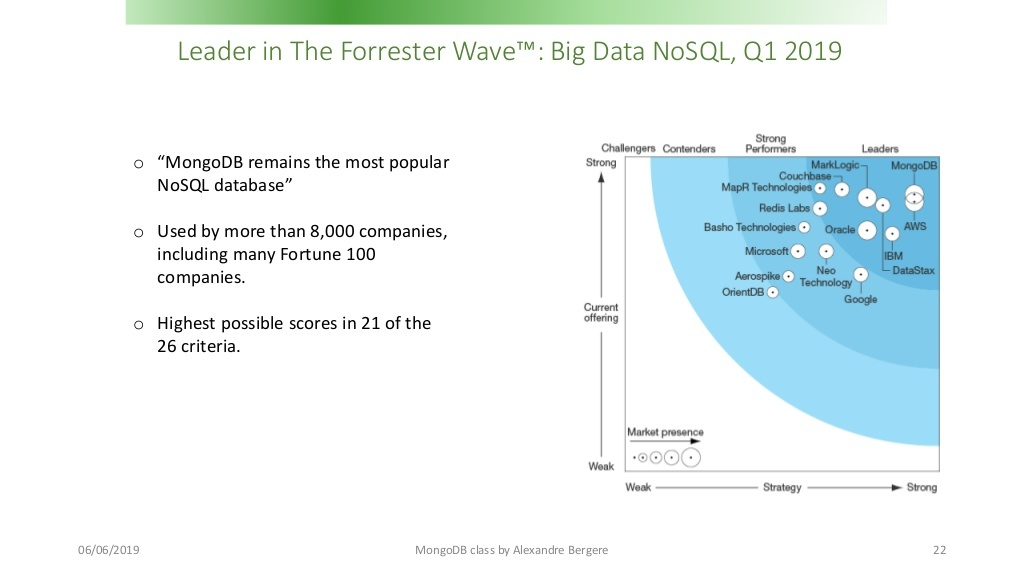 Leader in The Forrester Wave™: Big Data NoSQL, Q1 2019
o “MongoDB remains the most popular
NoSQL database”
o Used by more than 8,000 companies,
including many Fortune 100
companies.
o Highest possible scores in 21 of the
26 criteria.
Challengers Contenders Strong Performers Leaders
Strong
MarkLogic
MongoDB
Couchbase
MapR Technologies
Redis Labs
Basho Technologies
Oracle
AWS
Microsoft
IBM
Neo
Technology
DataStax
Aerospike
OrientDB
Google
Current
offering
Market presence
Weak
Weak Strategy Strong
06/06/2019 MongoDB class by Alexandre Bergere 22